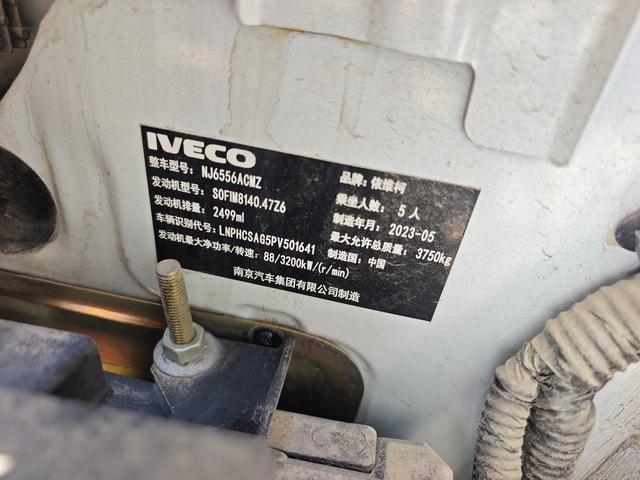 IVECO
整车型号: NJ6556ACMZ 品牌: 依维柯
发动机型号: SOFIM8140.47Z6 乘坐人数: 5 人
发动机排量: 2499ml 制造年月: 2023-05
车辆识别代号: LNPHCSAG5PV501641 最大允许总质量: 3750kg
发动机最大净功率/转速: 88/3200kW/(r/min) 制造国: 中国
南京汽车集团有限公司制造